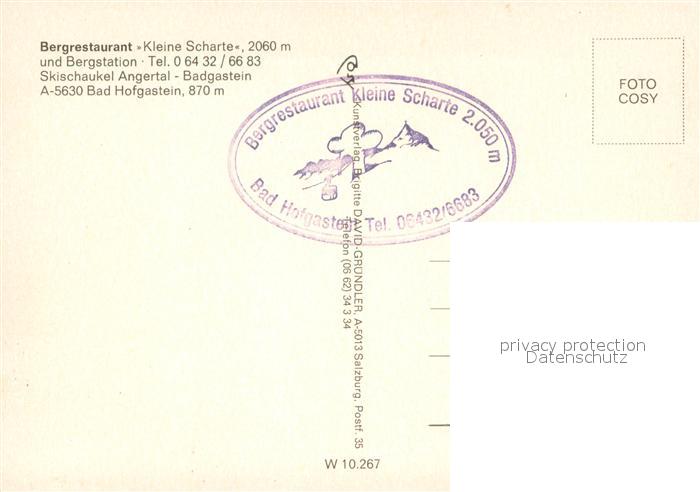 Bergrestaurant »Kleine Scharte«, 2060 m
und Bergstation · Tel. 0 64 32 / 66 83
Skischaukel Angertal - Badgastein
A-5630 Bad Hofgastein, 870 m
FOTO
COSY
Bergrestaurant Kleine Scharte 2.050 m
Bad Hofgastein Tel. 06432/6683
Kunstverlag Brigitte DAVID-GRÜNDLER, A-5013 Salzburg, Postf. 35
Telefon (06 62) 34 3 34
W 10.267
privacy protection
Datenschutz